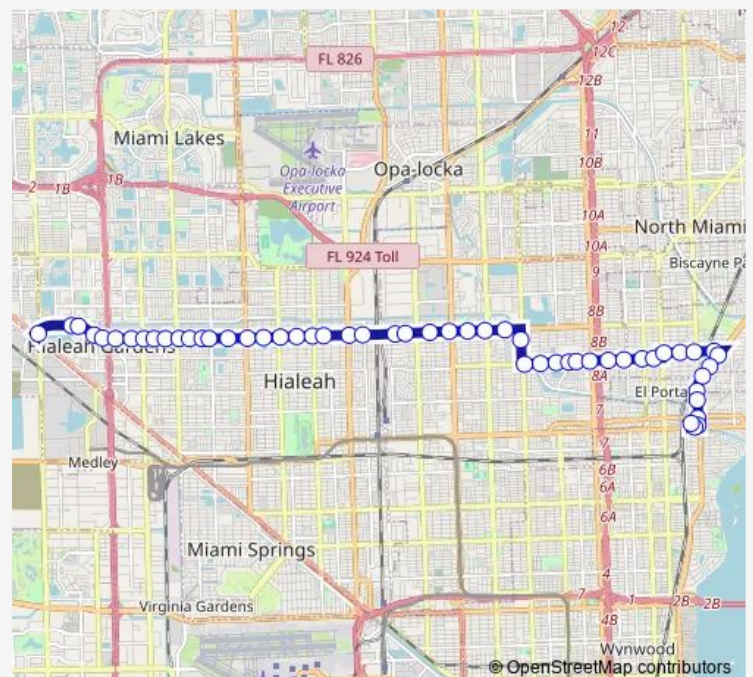 12
12C
FL 826
12B
Miami Lakes
11
Opa-locka
Executive
Airport
Opa-locka
10B
2
1B
1B
10A
North Miami
10A
FL 924 Toll
9
Biscayne Pa
8B
8B
Hialeah Gardens
8A
Hialeah
El Porta
7
7
Medley
6B
6A
6A
Miami Springs
4
Virginia Gardens
7
1
2B
2B
4B
Wynwood
© OpenStreetMap contributors